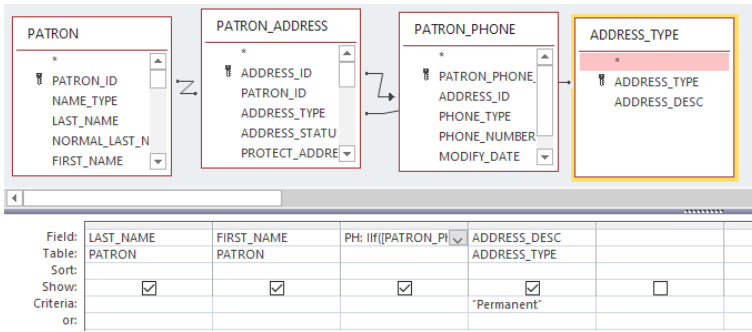 PATRON
*
PATRON_ID
NAME_TYPE
LAST_NAME
NORMAL_LAST_N
FIRST_NAME
PATRON_ADDRESS
*
ADDRESS_ID
PATRON_ID
ADDRESS_TYPE
ADDRESS_STATU
PROTECT_ADDRE
PATRON_PHONE
*
PATRON_PHONE_
ADDRESS_ID
PHONE_TYPE
PHONE_NUMBER
MODIFY_DATE
ADDRESS_TYPE
*
ADDRESS_TYPE
ADDRESS_DESC
Field: LAST_NAME FIRST_NAME PH: IIf([PATRON_PH ADDRESS_DESC
Table: PATRON PATRON ADDRESS_TYPE
Sort:
Show:
Criteria: "Permanent"
or: